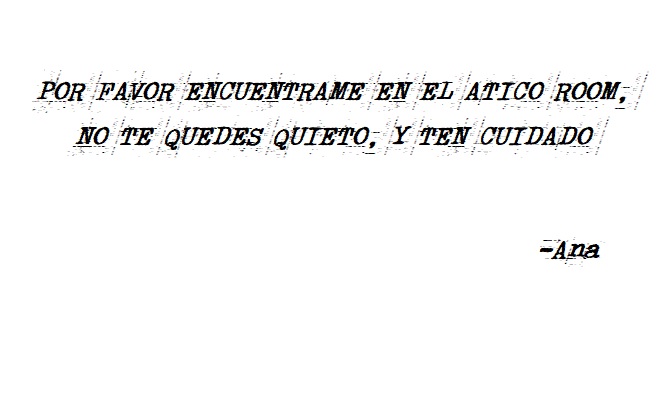 POR FAVOR ENCUENTRAME EN EL ATICO ROOM,
NO TE QUEDES QUIETO, Y TEN CUIDADO
-Ana